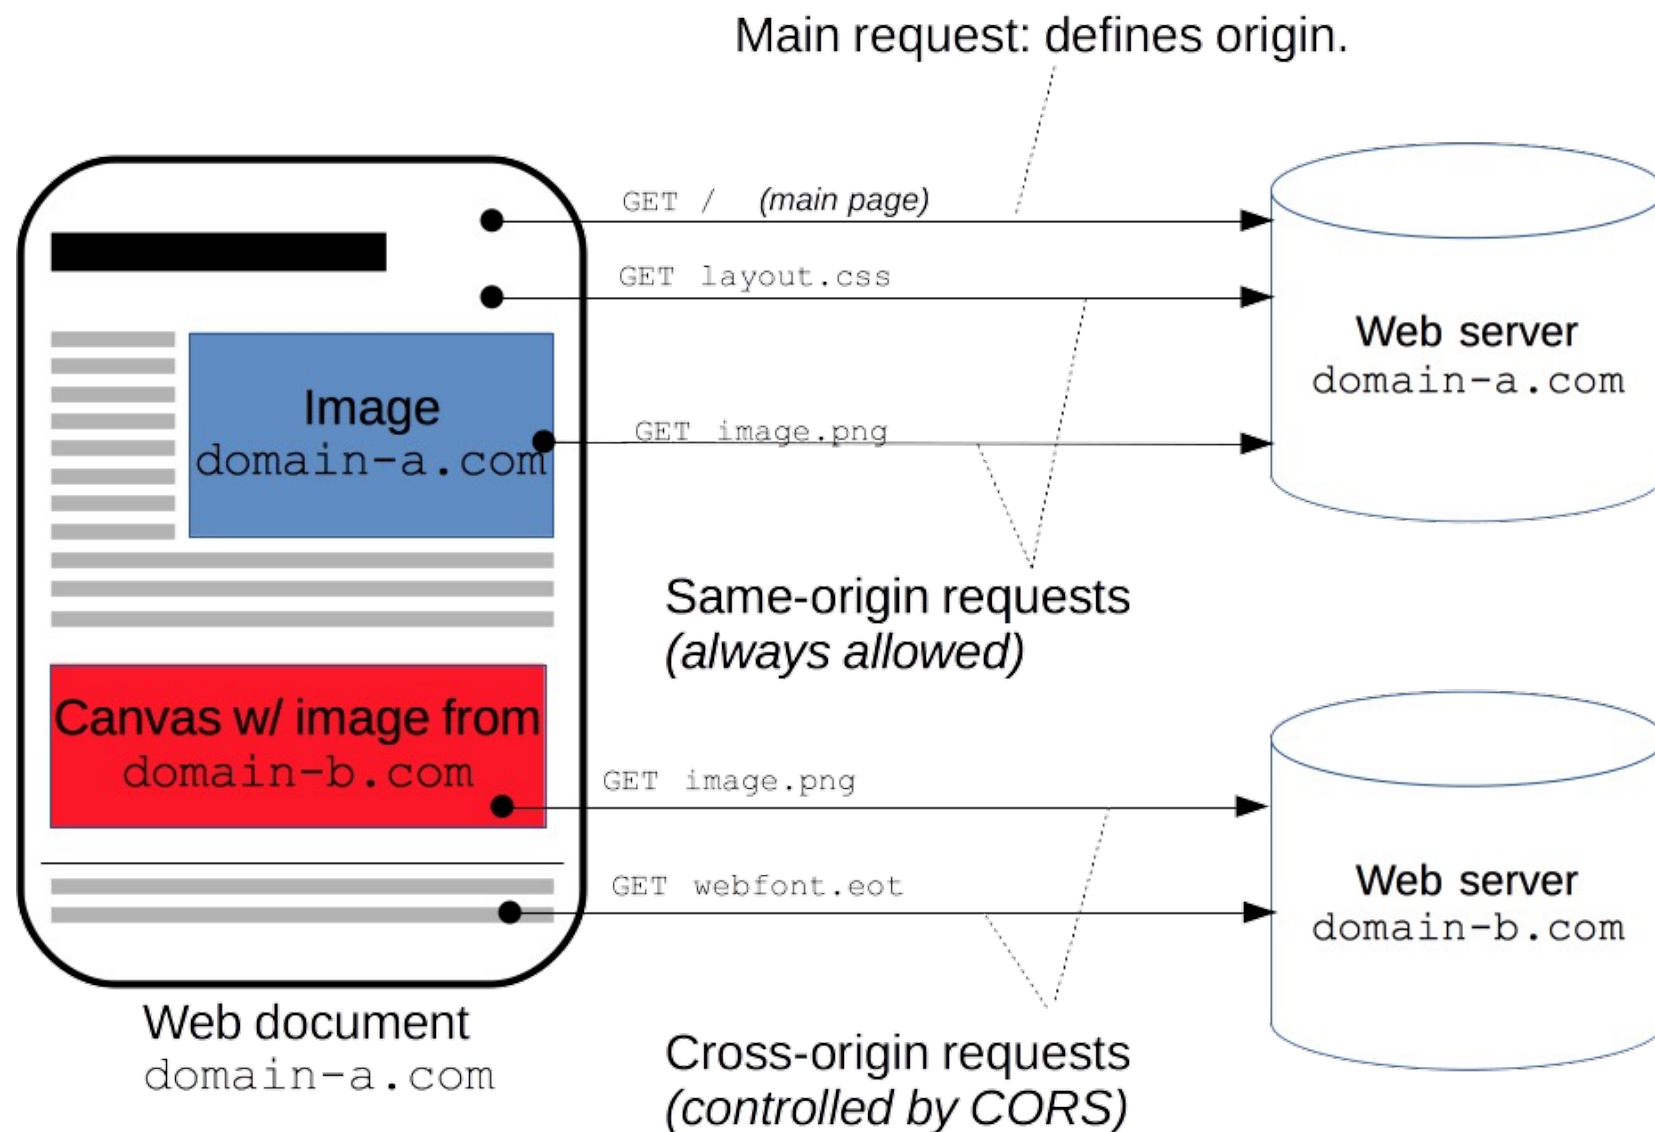 Main request: defines origin.
GET / (main page)
GET layout.css
Image
domain-a.com
GET image.png
Web server
domain-a.com
Same-origin requests
(always allowed)
Canvas w/ image from
domain-b.com
GET image.png
GET webfont.eot
Web server
domain-b.com
Web document
domain-a.com
Cross-origin requests
(controlled by CORS)